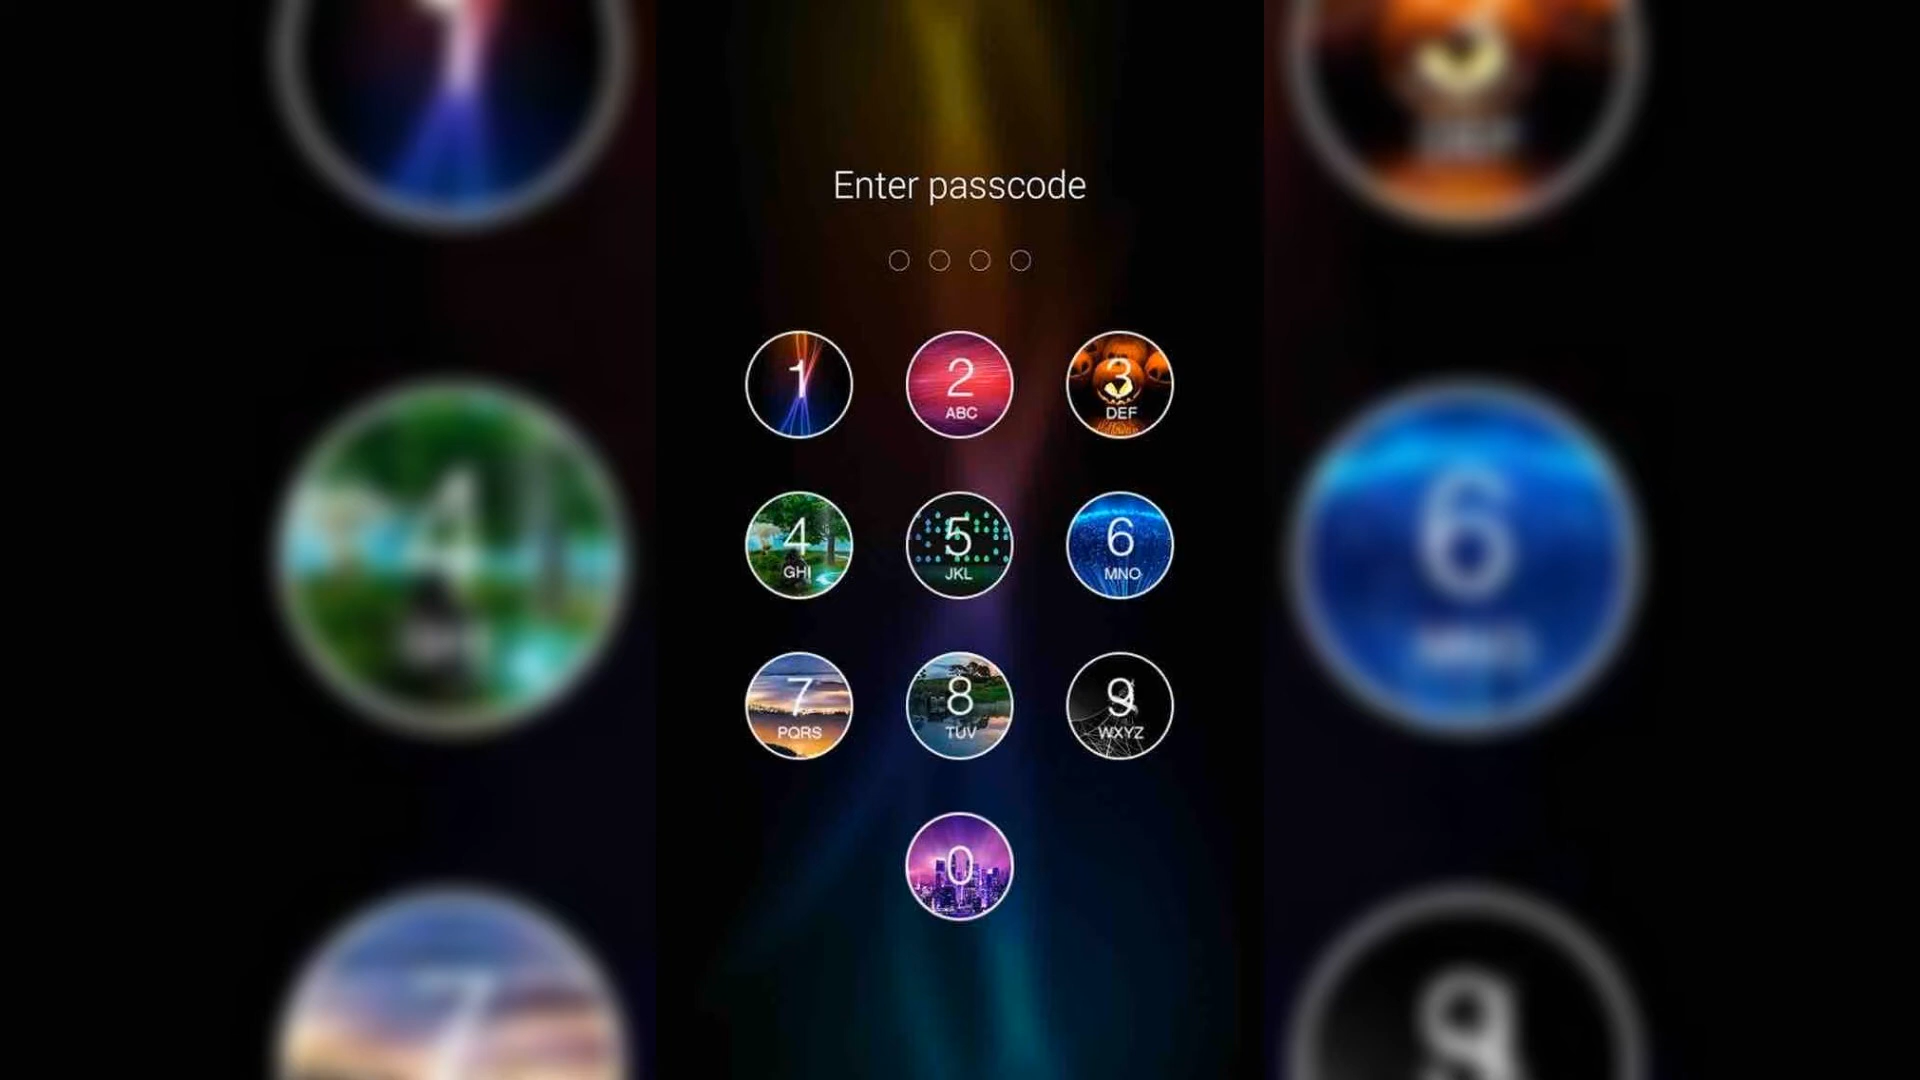 Enter passcode
1 2 3
ABC DEF
4 5 6
GHI JKL MNO
7 8 9
PQRS TUV WXYZ
0